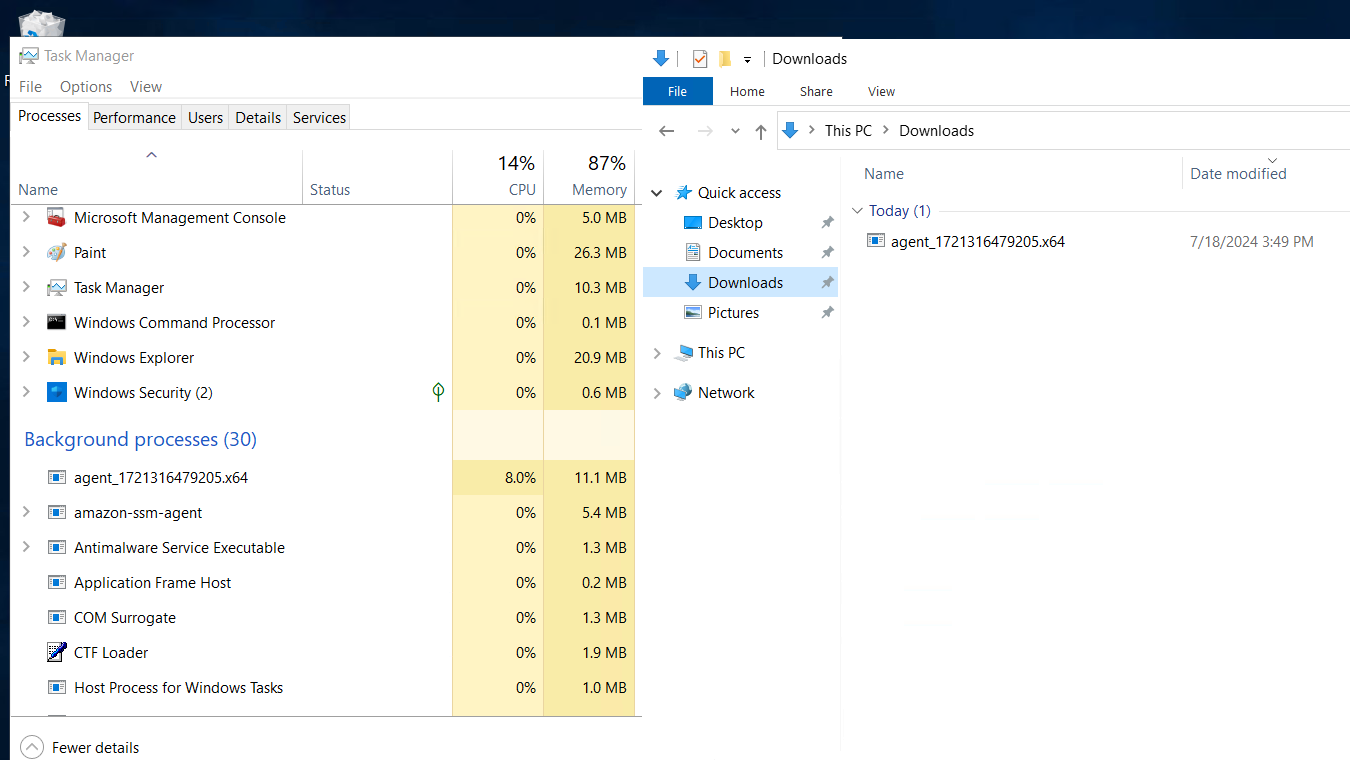 Task Manager
File Options View
Processes Performance Users Details Services
14% 87%
Name Status CPU Memory
Microsoft Management Console 0% 5.0 MB
Paint 0% 26.3 MB
Task Manager 0% 10.3 MB
Windows Command Processor 0% 0.1 MB
Windows Explorer 0% 20.9 MB
Windows Security (2) 0% 0.6 MB
Background processes (30)
agent_1721316479205.x64 8.0% 11.1 MB
amazon-ssm-agent 0% 5.4 MB
Antimalware Service Executable 0% 1.3 MB
Application Frame Host 0% 0.2 MB
COM Surrogate 0% 1.3 MB
CTF Loader 0% 1.9 MB
Host Process for Windows Tasks 0% 1.0 MB
Fewer details
Downloads
File Home Share View
This PC Downloads
Quick access
Desktop
Documents
Downloads
Pictures
This PC
Network
Name Date modified
Today (1)
agent_1721316479205.x64 7/18/2024 3:49 PM